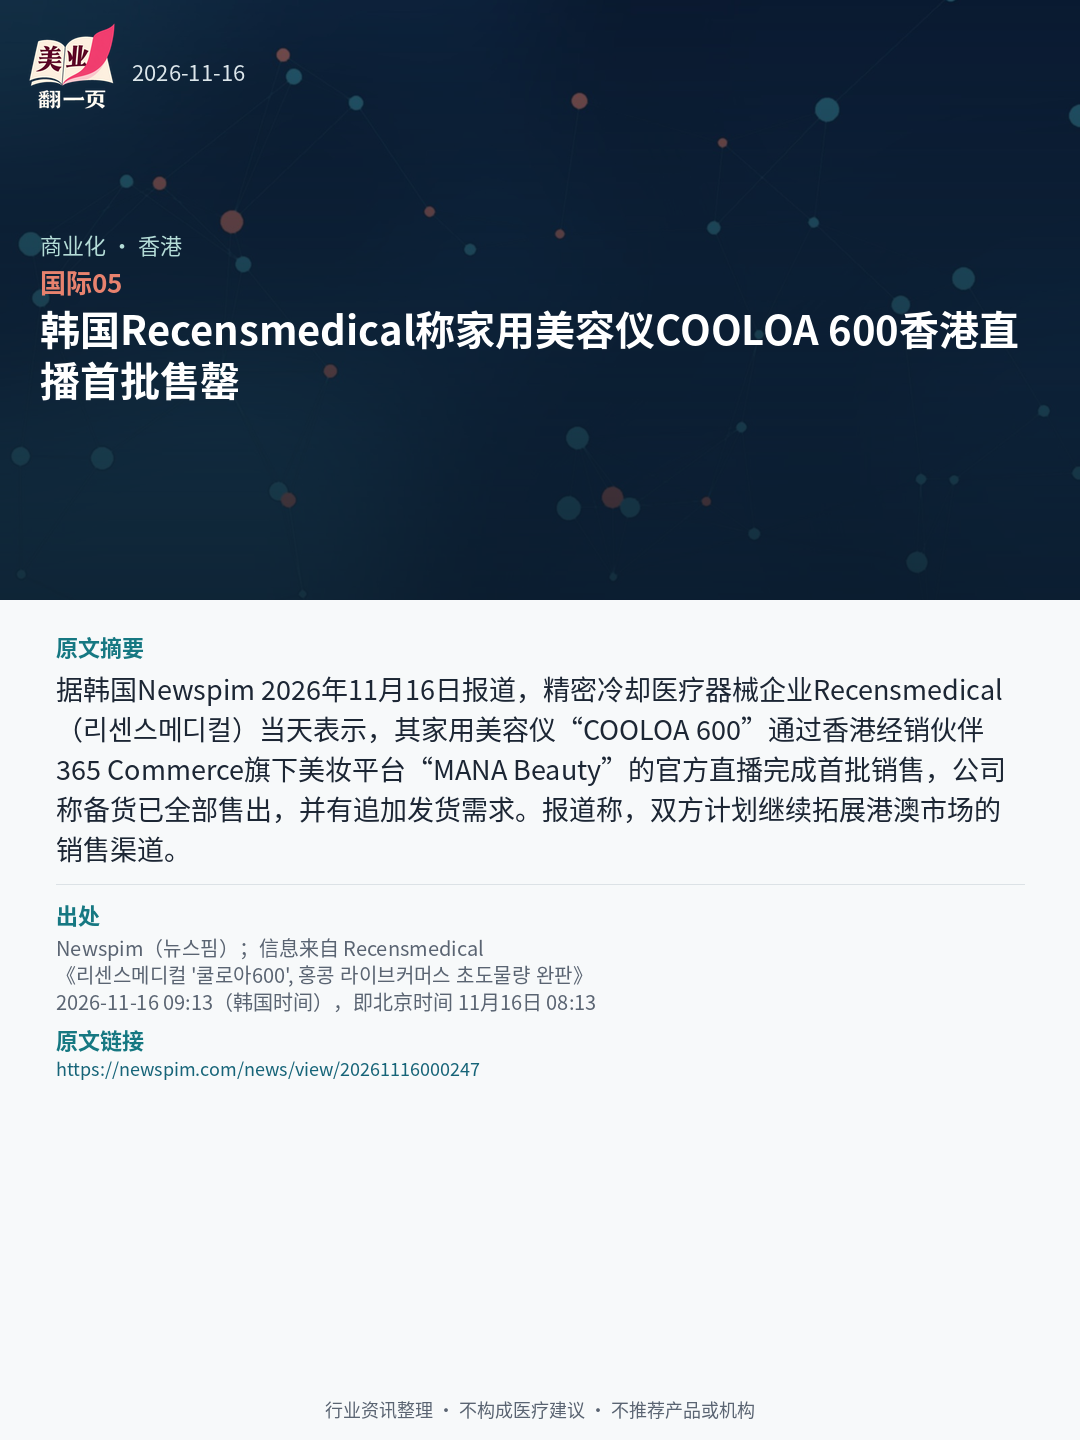 美业
翻一页
2026-11-16
商业化 · 香港
国际05
韩国Recensmedical称家用美容仪COOLOA 600香港直
播首批售罄
原文摘要
据韩国Newspim 2026年11月16日报道，精密冷却医疗器械企业Recensmedical
（리센스메디컬）当天表示，其家用美容仪“COOLOA 600”通过香港经销伙伴
365 Commerce旗下美妆平台“MANA Beauty”的官方直播完成首批销售，公司
称备货已全部售出，并有追加发货需求。报道称，双方计划继续拓展港澳市场的
销售渠道。
出处
Newspim（뉴스핌）；信息来自 Recensmedical
《리센스메디컬 '쿨로아600', 홍콩 라이브커머스 초도물량 완판》
2026-11-16 09:13（韩国时间），即北京时间 11月16日 08:13
原文链接
https://newspim.com/news/view/20261116000247
行业资讯整理 · 不构成医疗建议 · 不推荐产品或机构